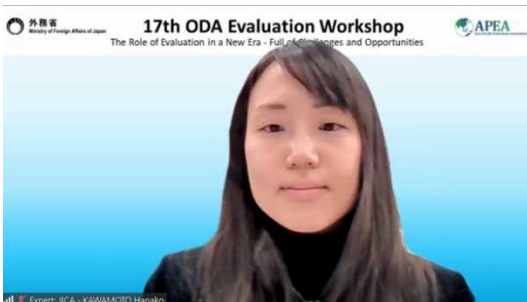 外務省
Ministry of Foreign Affairs of Japan
17th ODA Evaluation Workshop
APEA
The Role of Evaluation in a New Era - Full of Challenges and Opportunities
Expert: JICA - KAWAMOTO Hanako